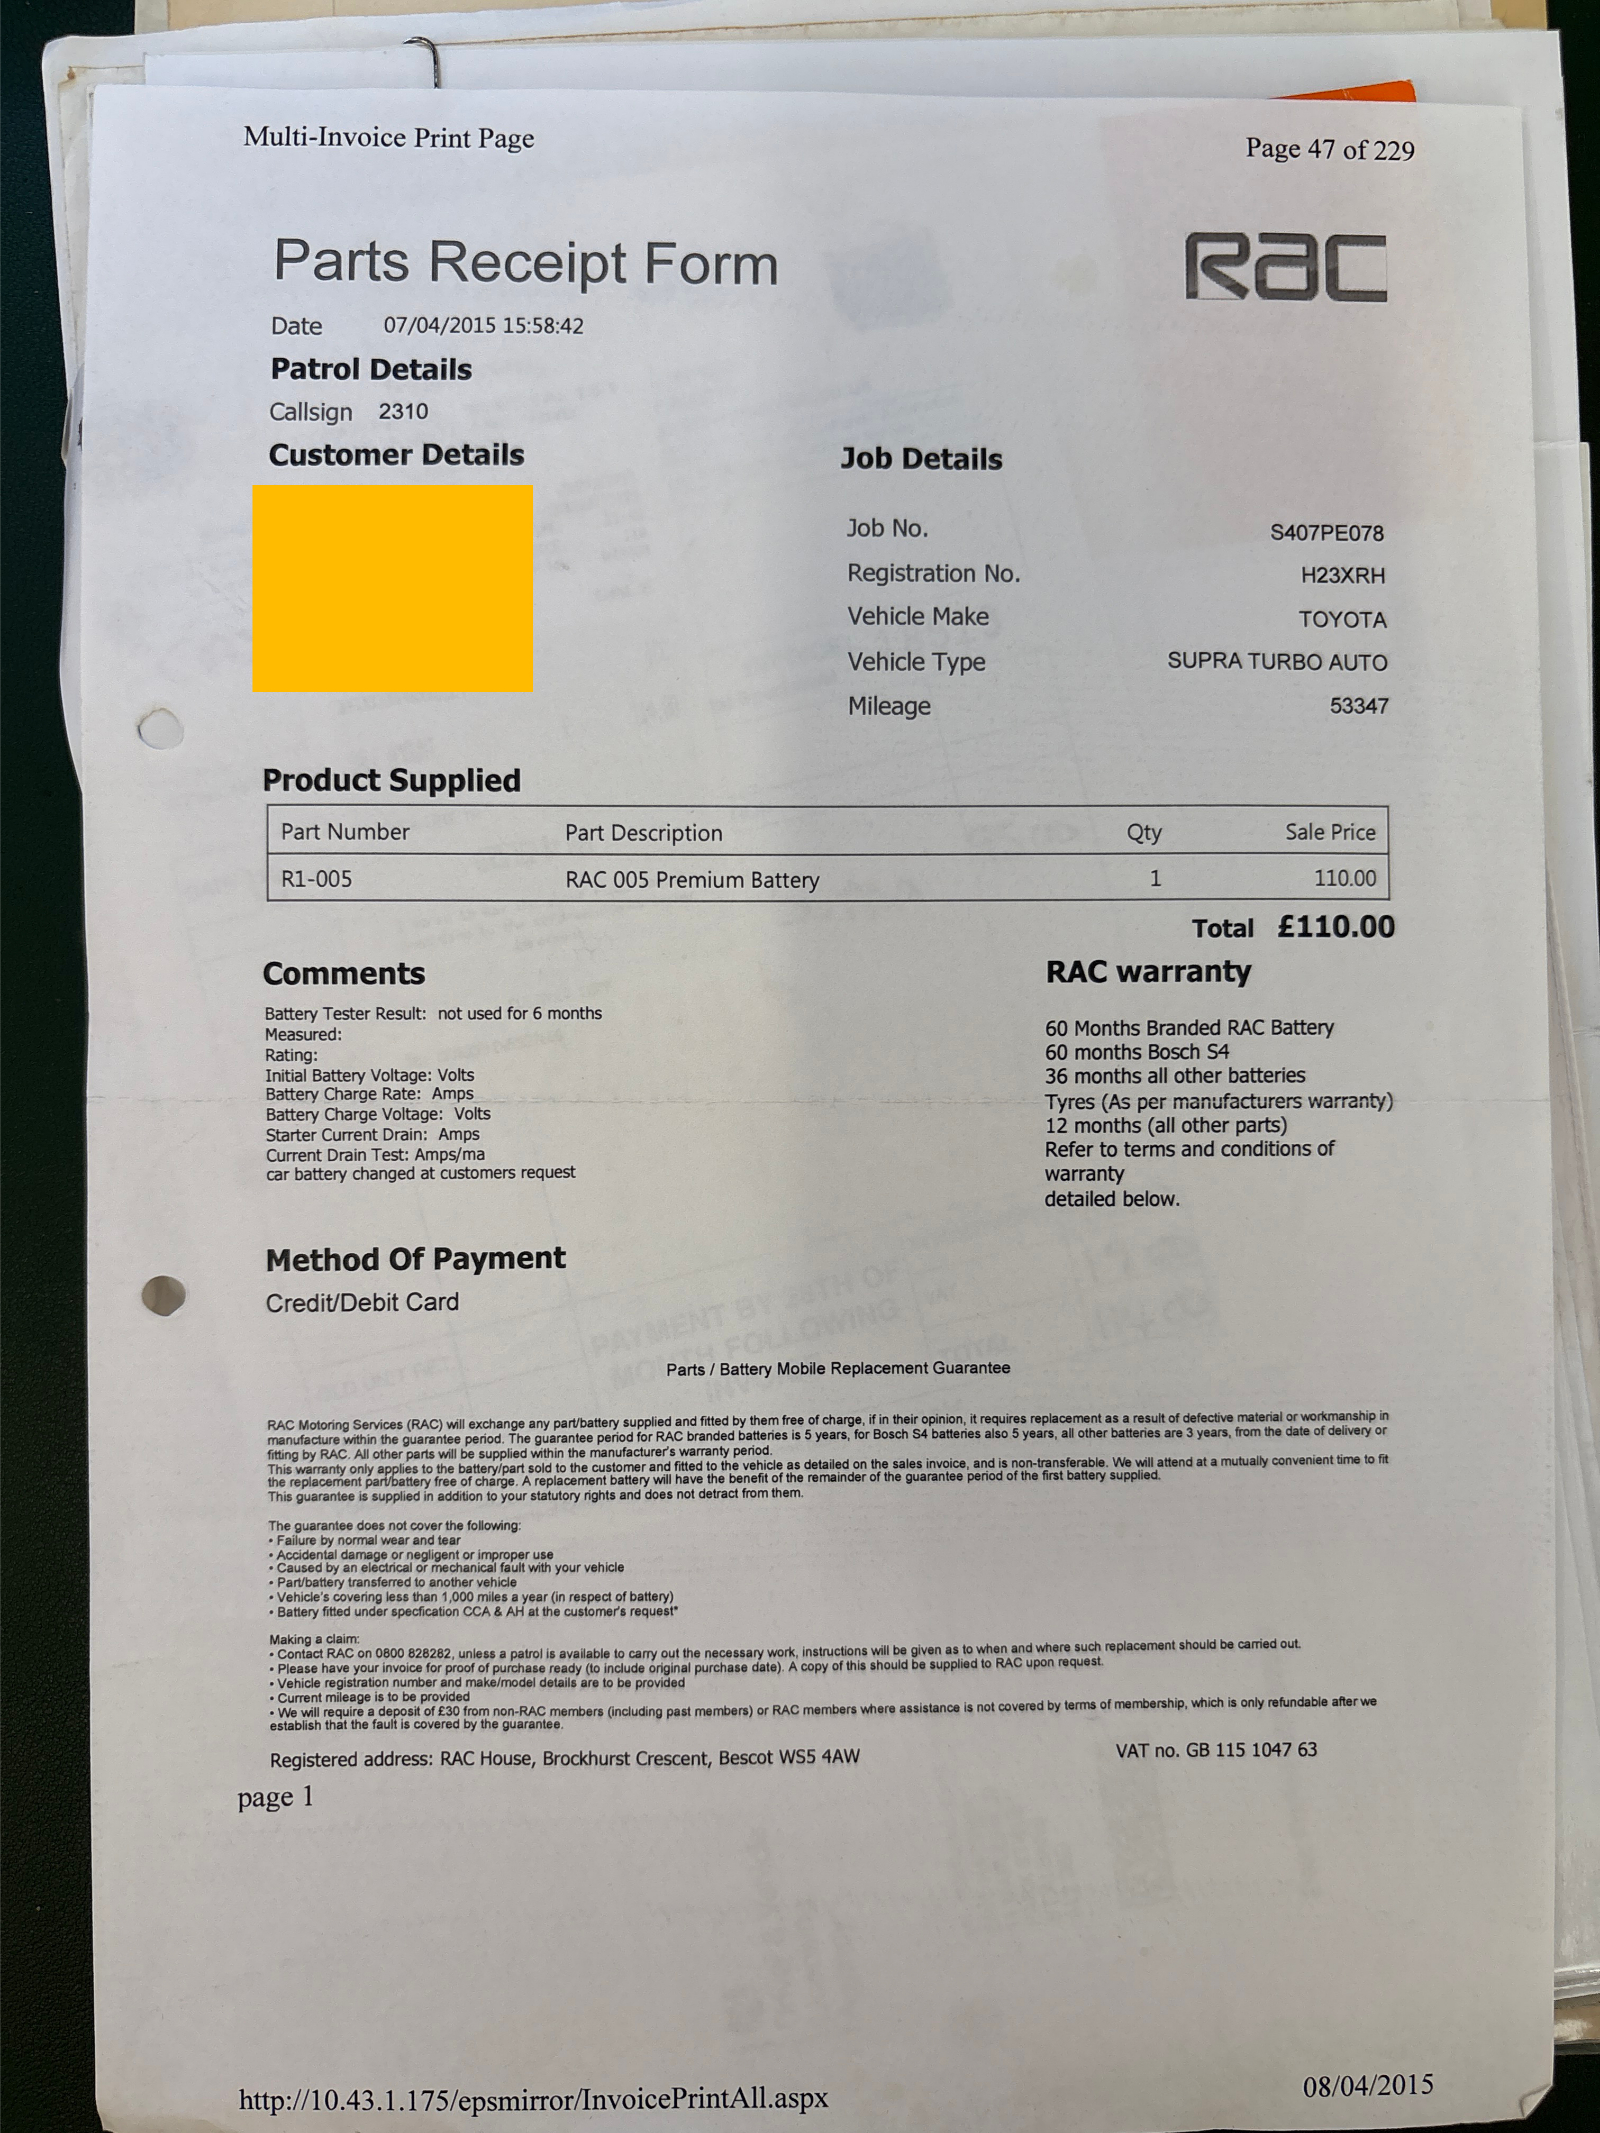 Multi-Invoice Print Page
Page 47 of 229
Parts Receipt Form
RAC
Date 07/04/2015 15:58:42
Patrol Details
Callsign 2310
Customer Details
Job Details
Job No. S407PE078
Registration No. H23XRH
Vehicle Make TOYOTA
Vehicle Type SUPRA TURBO AUTO
Mileage 53347
Product Supplied
Part Number Part Description Qty Sale Price
R1-005 RAC 005 Premium Battery 1 110.00
Total £110.00
Comments
Battery Tester Result: not used for 6 months
Measured:
Rating:
Initial Battery Voltage: Volts
Battery Charge Rate: Amps
Battery Charge Voltage: Volts
Starter Current Drain: Amps
Current Drain Test: Amps/ma
car battery changed at customers request
RAC warranty
60 Months Branded RAC Battery
60 months Bosch S4
36 months all other batteries
Tyres (As per manufacturers warranty)
12 months (all other parts)
Refer to terms and conditions of
warranty
detailed below.
Method Of Payment
Credit/Debit Card
Parts / Battery Mobile Replacement Guarantee
RAC Motoring Services (RAC) will exchange any part/battery supplied and fitted by them free of charge, if in their opinion, it requires replacement as a result of defective material or workmanship in
manufacture within the guarantee period. The guarantee period for RAC branded batteries is 5 years, for Bosch S4 batteries also 5 years, all other batteries are 3 years, from the date of delivery or
fitting by RAC. All other parts will be supplied within the manufacturer's warranty period.
This warranty only applies to the battery/part sold to the customer and fitted to the vehicle as detailed on the sales invoice, and is non-transferable. We will attend at a mutually convenient time to fit
the replacement part/battery free of charge. A replacement battery will have the benefit of the remainder of the guarantee period of the first battery supplied.
This guarantee is supplied in addition to your statutory rights and does not detract from them.
The guarantee does not cover the following:
• Failure by normal wear and tear
• Accidental damage or negligent or improper use
• Caused by an electrical or mechanical fault with your vehicle
• Part/battery transferred to another vehicle
• Vehicle's covering less than 1,000 miles a year (in respect of battery)
• Battery fitted under specfication CCA & AH at the customer's request*
Making a claim:
• Contact RAC on 0800 828282, unless a patrol is available to carry out the necessary work, instructions will be given as to when and where such replacement should be carried out.
• Please have your invoice for proof of purchase ready (to include original purchase date). A copy of this should be supplied to RAC upon request.
• Vehicle registration number and make/model details are to be provided
• Current mileage is to be provided
• We will require a deposit of £30 from non-RAC members (including past members) or RAC members where assistance is not covered by terms of membership, which is only refundable after we
establish that the fault is covered by the guarantee.
Registered address: RAC House, Brockhurst Crescent, Bescot WS5 4AW
VAT no. GB 115 1047 63
page 1
http://10.43.1.175/epsmirror/InvoicePrintAll.aspx
08/04/2015